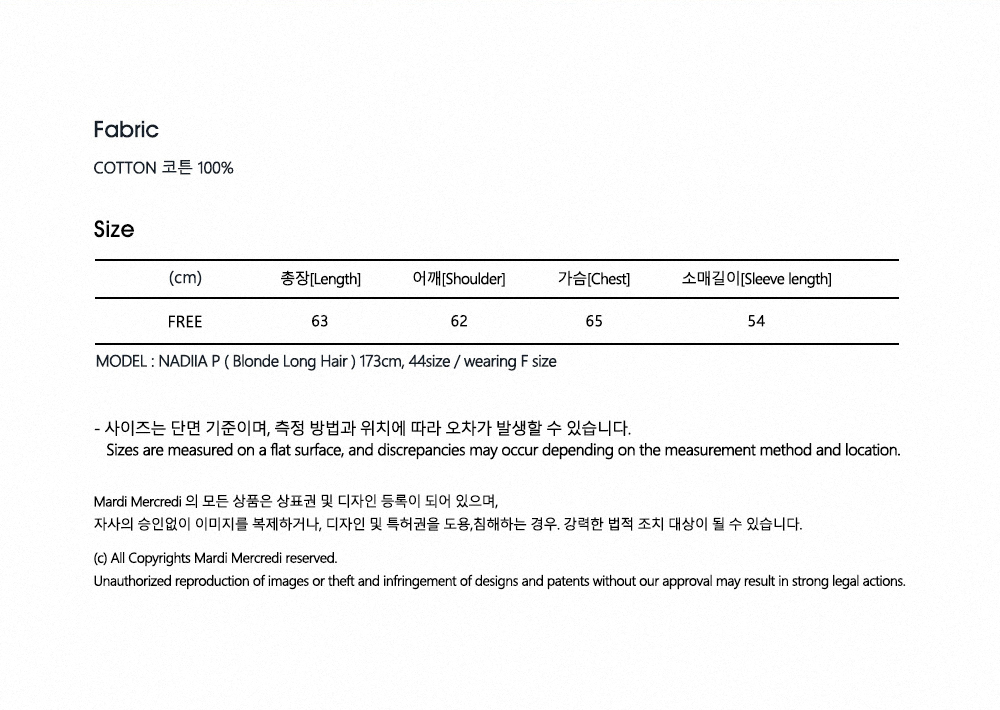 Fabric
COTTON 코튼 100%
Size
(cm) 총장[Length] 어깨[Shoulder] 가슴[Chest] 소매길이[Sleeve length]
FREE 63 62 65 54
MODEL : NADIIA P ( Blonde Long Hair ) 173cm, 44size / wearing F size
- 사이즈는 단면 기준이며, 측정 방법과 위치에 따라 오차가 발생할 수 있습니다.
Sizes are measured on a flat surface, and discrepancies may occur depending on the measurement method and location.
Mardi Mercredi 의 모든 상품은 상표권 및 디자인 등록이 되어 있으며,
자사의 승인없이 이미지를 복제하거나, 디자인 및 특허권을 도용,침해하는 경우. 강력한 법적 조치 대상이 될 수 있습니다.
(c) All Copyrights Mardi Mercredi reserved.
Unauthorized reproduction of images or theft and infringement of designs and patents without our approval may result in strong legal actions.